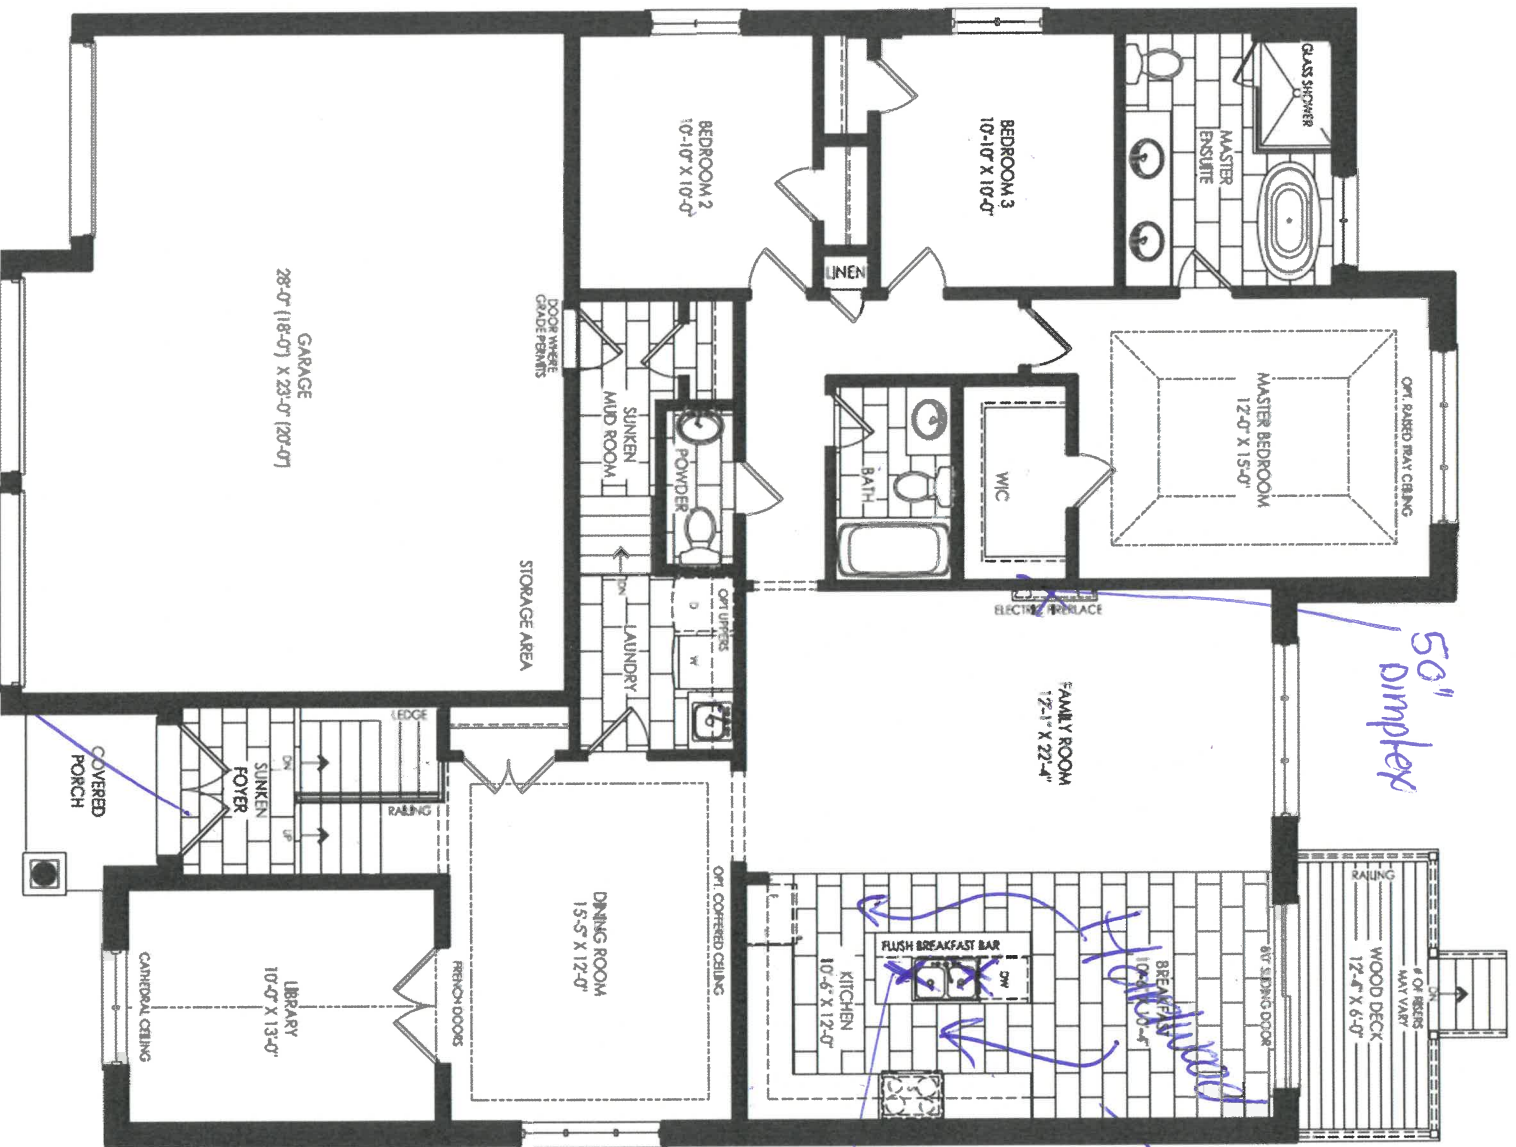 GLASS SHOWER
MASTER
ENSUITE
BEDROOM 3
10'-10" X 10'-0"
BEDROOM 2
10'-10" X 10'-0"
LINEN
OPT. RAISED TRAY CEILING
MASTER BEDROOM
12'-0" X 15'-0"
WIC
BATH
DOOR WHERE
GRADE PERMITS
SUNKEN
MUD ROOM
POWDER
GARAGE
28'-0" (18'-0") X 23'-0" (20'-0")
STORAGE AREA
DN
OPT UPPERS
D
W
LAUNDRY
ELECTRIC FIREPLACE
50"
Dimplex
FAMILY ROOM
22'-4"
LEDGE
DN
UP
RAILING
SUNKEN
FOYER
COVERED
PORCH
OPT. COFFERED CEILING
DINING ROOM
15'-5" X 12'-0"
FRENCH DOORS
LIBRARY
10'-0" X 13'-0"
CATHEDRAL CEILING
F
FLUSH BREAKFAST BAR
DW
KITCHEN
10'-6" X 12'-0"
BREAKFAST
Hardwood
SLIDING DOOR
RAILING
WOOD DECK
12'-4" X 6'-0"
# OF RISERS
MAY VARY
DN